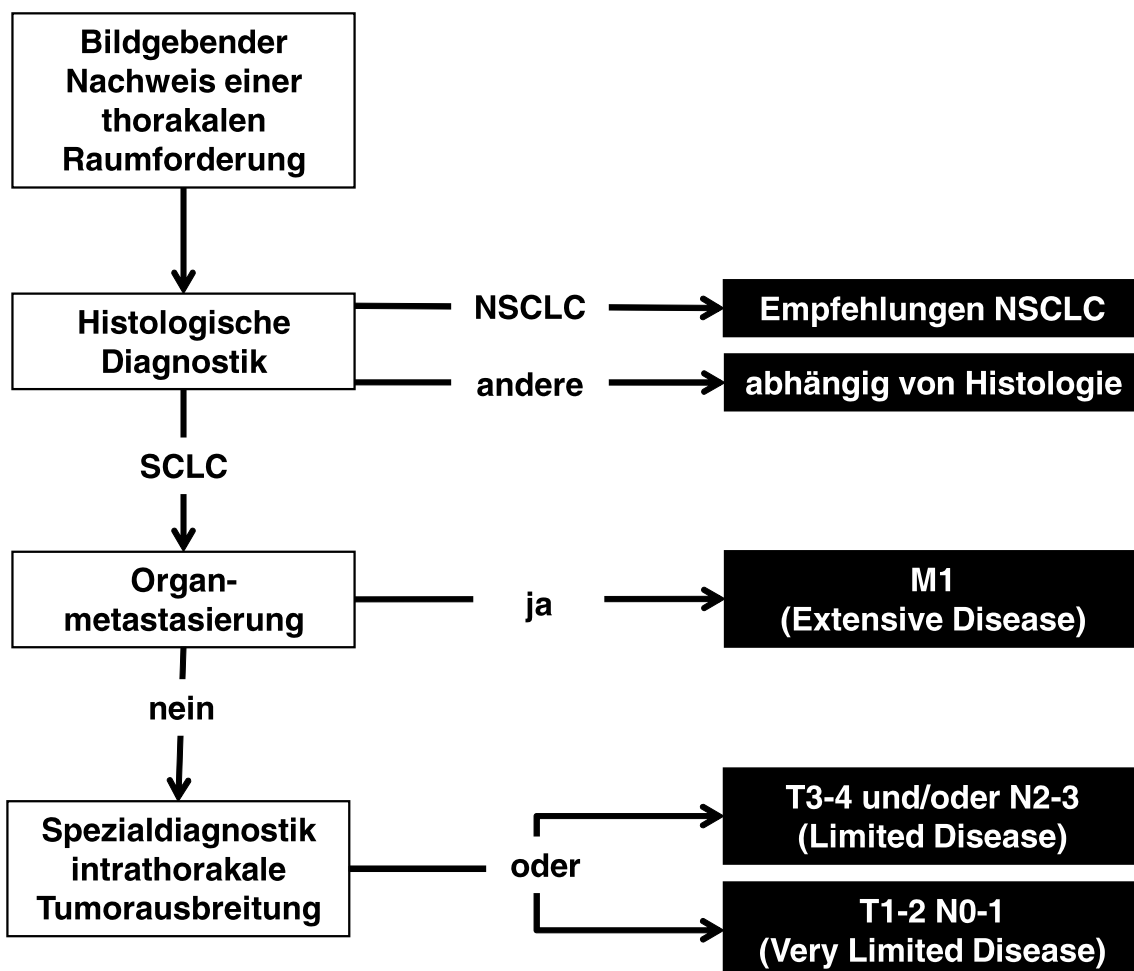 Bildgebender
Nachweis einer
thorakalen
Raumforderung
Histologische
Diagnostik
NSCLC
Empfehlungen NSCLC
andere
abhängig von Histologie
SCLC
Organ-
metastasierung
ja
M1
(Extensive Disease)
nein
Spezialdiagnostik
intrathorakale
Tumorausbreitung
oder
T3-4 und/oder N2-3
(Limited Disease)
T1-2 N0-1
(Very Limited Disease)